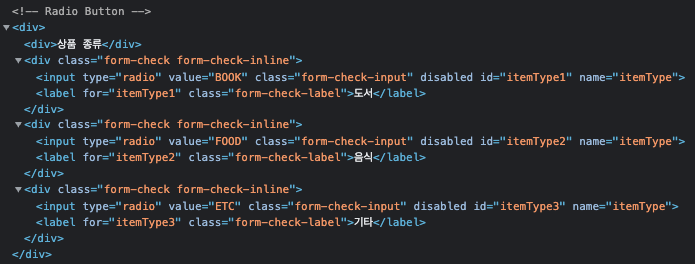 <!-- Radio Button -->
<div>
<div>상품 종류</div>
<div class="form-check form-check-inline">
<input type="radio" value="BOOK" class="form-check-input" disabled id="itemType1" name="itemType">
<label for="itemType1" class="form-check-label">도서</label>
</div>
<div class="form-check form-check-inline">
<input type="radio" value="FOOD" class="form-check-input" disabled id="itemType2" name="itemType">
<label for="itemType2" class="form-check-label">음식</label>
</div>
<div class="form-check form-check-inline">
<input type="radio" value="ETC" class="form-check-input" disabled id="itemType3" name="itemType">
<label for="itemType3" class="form-check-label">기타</label>
</div>
</div>